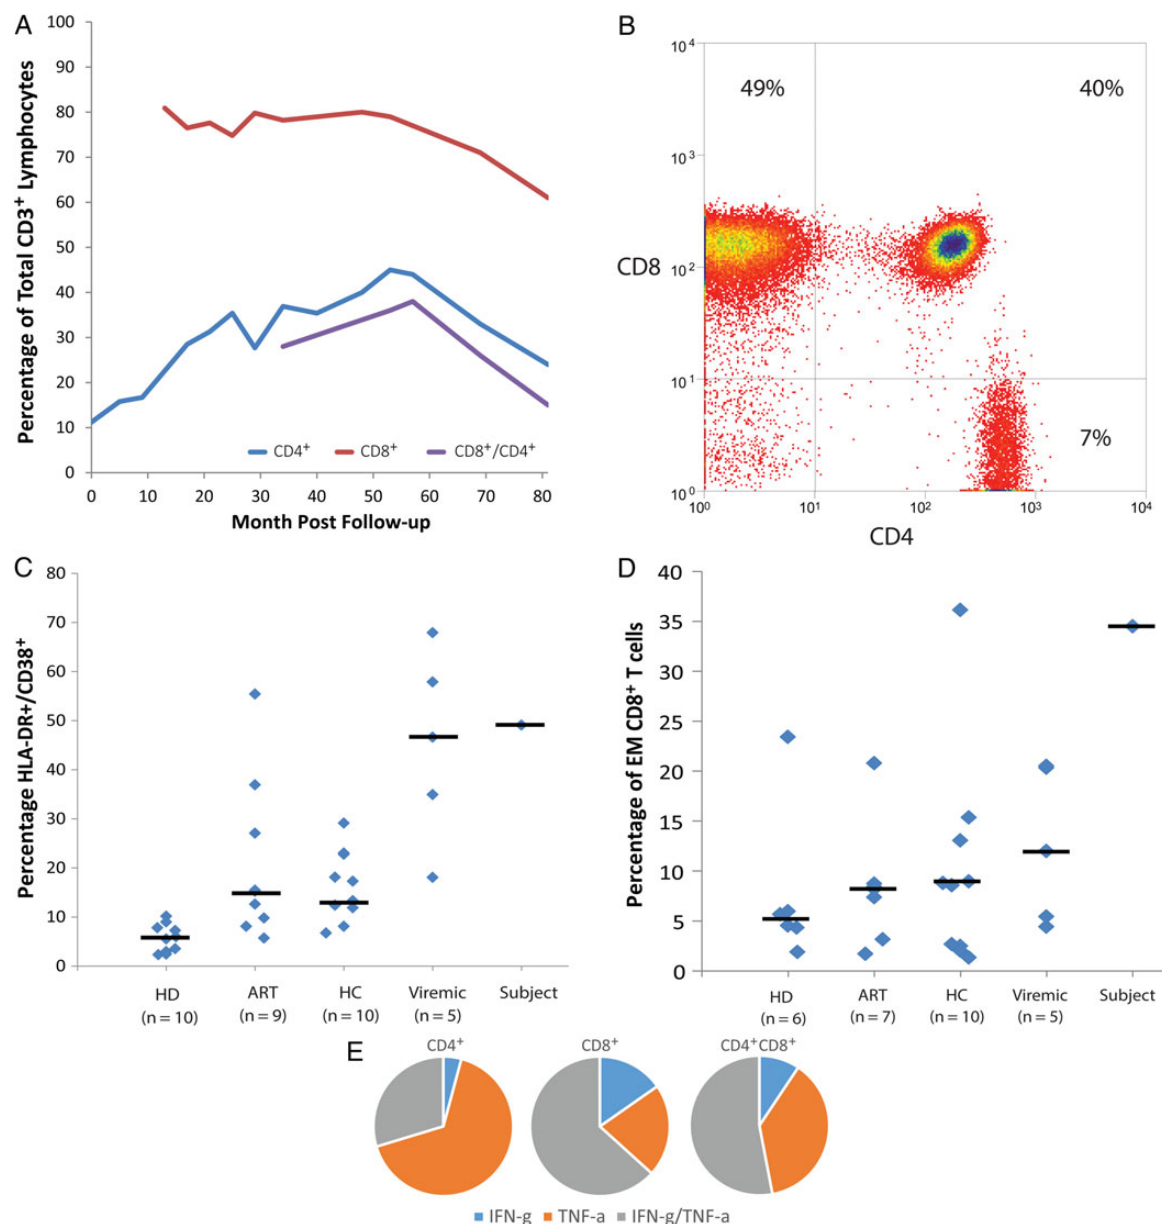 A
Percentage of Total CD3⁺ Lymphocytes
100
90
80
70
60
50
40
30
20
10
0
CD4⁺ CD8⁺ CD8⁺/CD4⁺
0 10 20 30 40 50 60 70 80
Month Post Follow-up
B
CD8
10⁴
10³
10²
10¹
10⁰
49% 40%
7%
10⁰ 10¹ 10² 10³ 10⁴
CD4
C
Percentage HLA-DR+/CD38⁺
80
70
60
50
40
30
20
10
0
HD ART HC Viremic Subject
(n = 10) (n = 9) (n = 10) (n = 5)
D
Percentage of EM CD8⁺ T cells
40
35
30
25
20
15
10
5
0
HD ART HC Viremic Subject
(n = 6) (n = 7) (n = 10) (n = 5)
E
CD4⁺ CD8⁺ CD4⁺CD8⁺
IFN-g TNF-a IFN-g/TNF-a